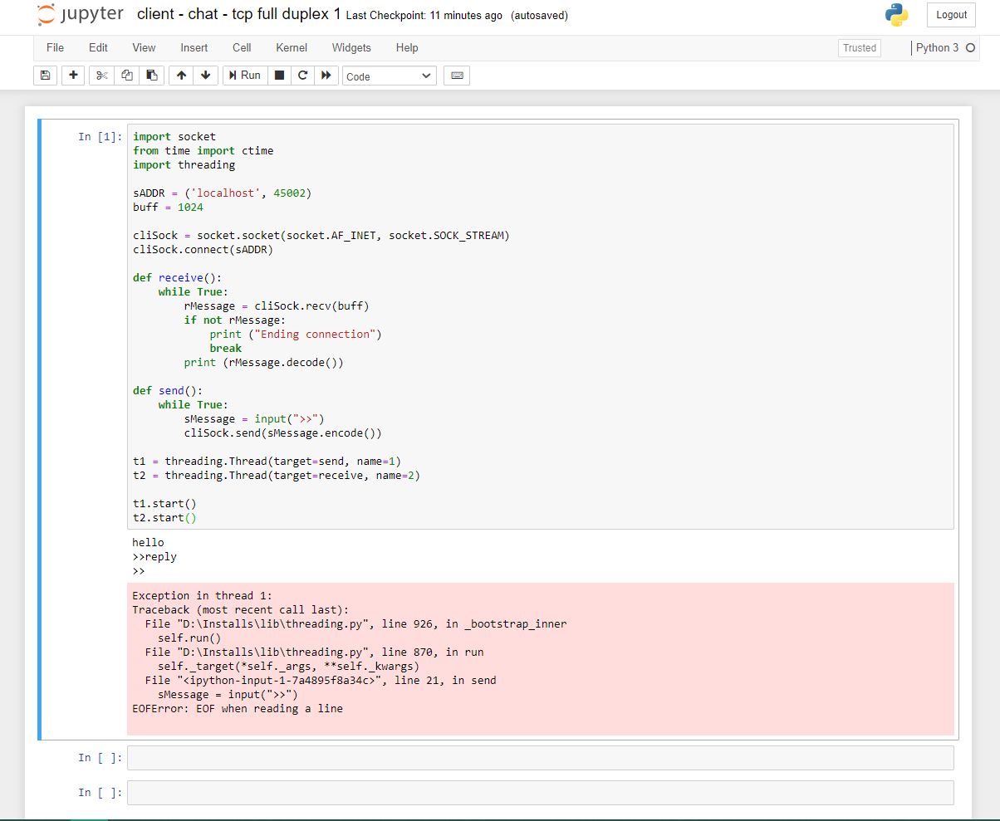 jupyter client - chat - tcp full duplex 1 Last Checkpoint: 11 minutes ago (autosaved) Logout
File Edit View Insert Cell Kernel Widgets Help Trusted Python 3
Run Code
In [1]: import socket
from time import ctime
import threading

sADDR = ('localhost', 45002)
buff = 1024

cliSock = socket.socket(socket.AF_INET, socket.SOCK_STREAM)
cliSock.connect(sADDR)

def receive():
    while True:
        rMessage = cliSock.recv(buff)
        if not rMessage:
            print ("Ending connection")
            break
        print (rMessage.decode())

def send():
    while True:
        sMessage = input(">>")
        cliSock.send(sMessage.encode())

t1 = threading.Thread(target=send, name=1)
t2 = threading.Thread(target=receive, name=2)

t1.start()
t2.start()
hello
>>reply
>>
Exception in thread 1:
Traceback (most recent call last):
  File "D:\Installs\lib\threading.py", line 926, in _bootstrap_inner
    self.run()
  File "D:\Installs\lib\threading.py", line 870, in run
    self._target(*self._args, **self._kwargs)
  File "<ipython-input-1-7a4895f8a34c>", line 21, in send
    sMessage = input(">>")
EOFError: EOF when reading a line
In [ ]:
In [ ]: